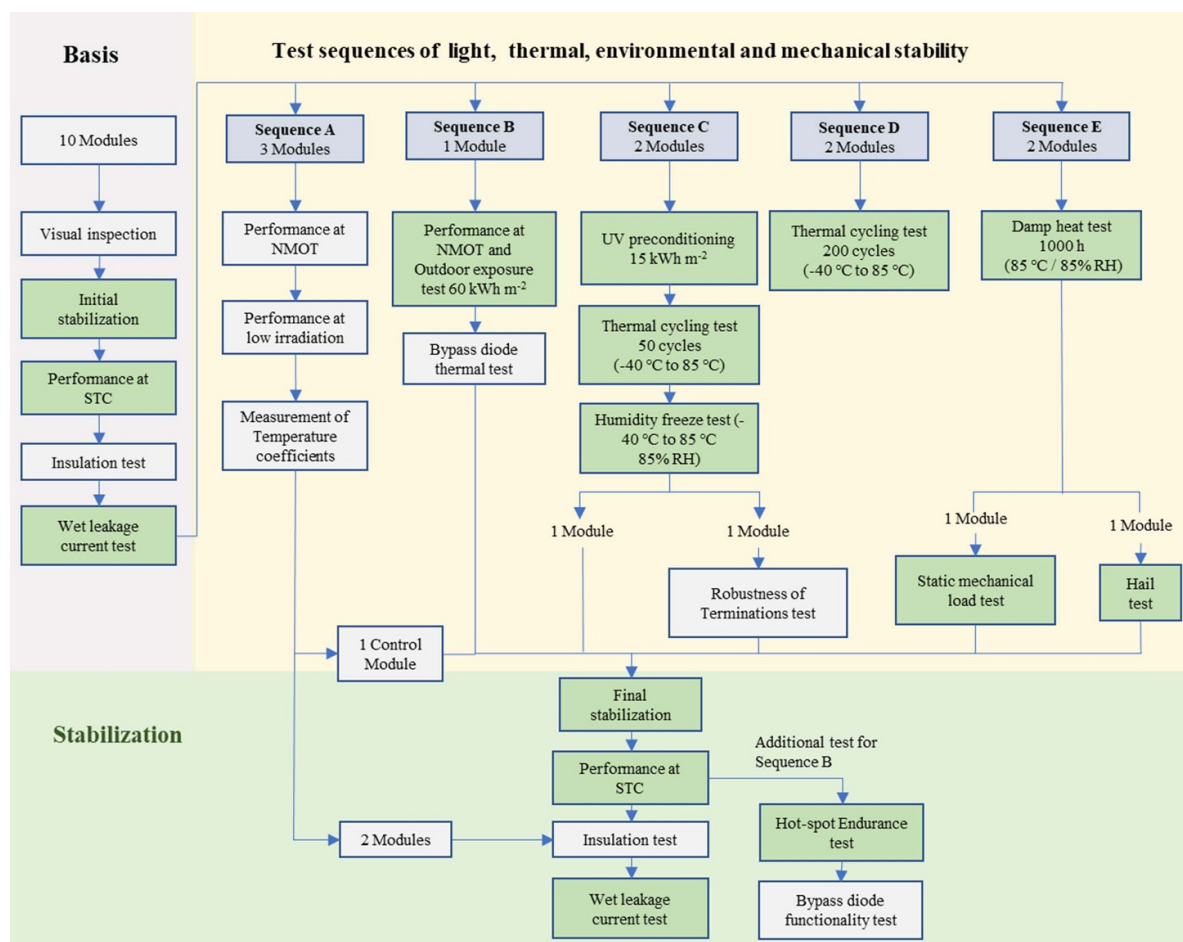 Basis
Test sequences of light, thermal, environmental and mechanical stability
10 Modules
Visual inspection
Initial
stabilization
Performance at
STC
Insulation test
Wet leakage
current test
Sequence A
3 Modules
Performance at
NMOT
Performance at
low irradiation
Measurement of
Temperature
coefficients
Sequence B
1 Module
Performance at
NMOT and
Outdoor exposure
test 60 kWh m-2
Bypass diode
thermal test
Sequence C
2 Modules
UV preconditioning
15 kWh m-2
Thermal cycling test
50 cycles
(-40 °C to 85 °C)
Humidity freeze test (-
40 °C to 85 °C
85% RH)
1 Module
1 Module
Robustness of
Terminations test
Sequence D
2 Modules
Thermal cycling test
200 cycles
(-40 °C to 85 °C)
Sequence E
2 Modules
Damp heat test
1000 h
(85 °C / 85% RH)
1 Module
1 Module
Static mechanical
load test
Hail
test
1 Control
Module
Stabilization
Final
stabilization
Performance at
STC
Additional test for
Sequence B
2 Modules
Insulation test
Hot-spot Endurance
test
Wet leakage
current test
Bypass diode
functionality test